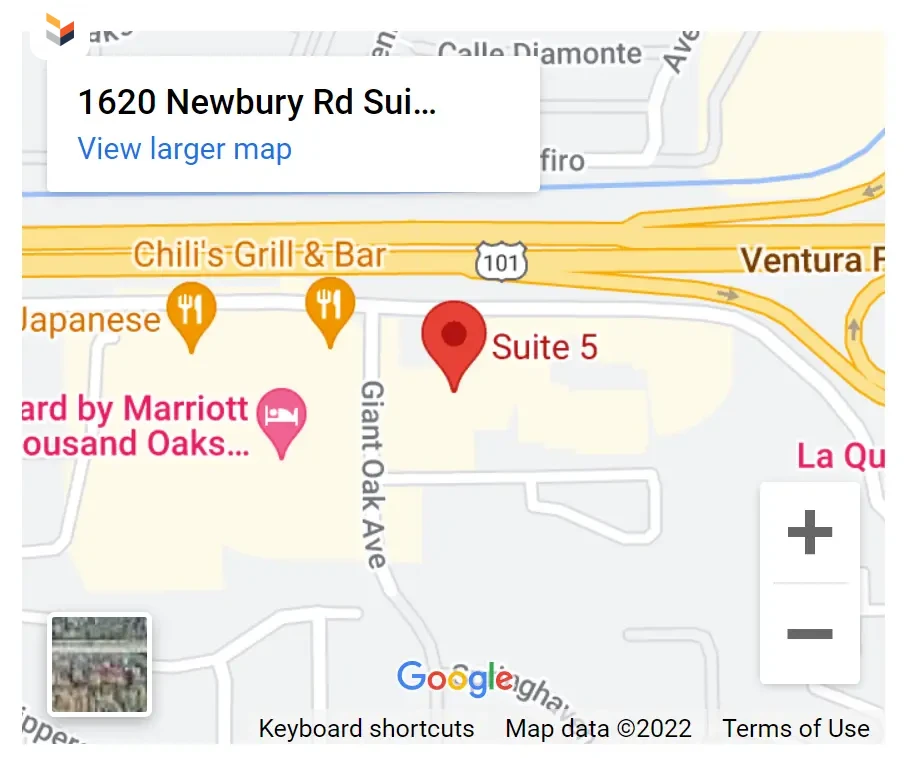 Calle Diamonte
Ave
1620 Newbury Rd Sui...
View larger map
firo
Chili's Grill & Bar
101
Ventura F
Japanese
Suite 5
ard by Marriott
ousand Oaks...
Giant Oak Ave
La Qu
Google
Keyboard shortcuts
Map data ©2022
Terms of Use